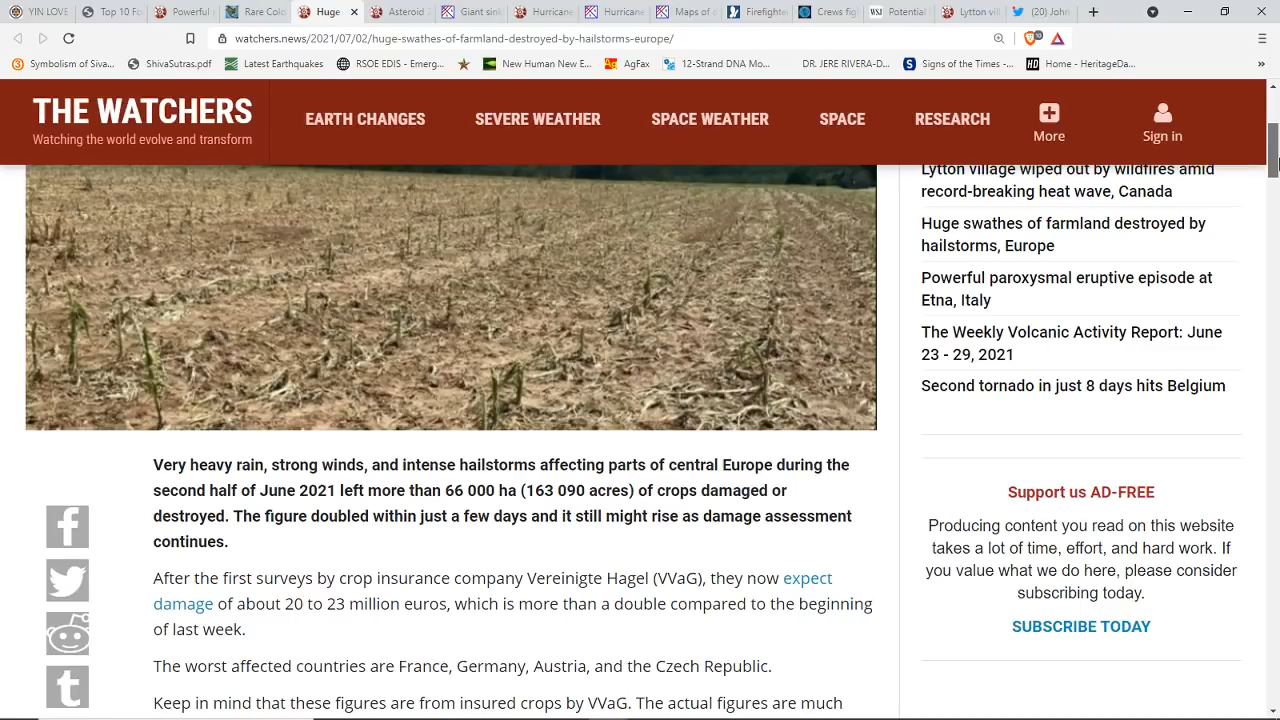 YIN LOVE
Top 10 Fo
Powerful
Rare Colo
Huge
Asteroid 2
Giant sink
Hurricane
Hurricane
Maps of e
Firefighter
Crews figh
WSJ Potential
Lytton vill
(20) John
watchers.news/2021/07/02/huge-swathes-of-farmland-destroyed-by-hailstorms-europe/
Symbolism of Siva...
ShivaSutras.pdf
Latest Earthquakes
RSOE EDIS - Emerg...
New Human New E...
AgFax
12-Strand DNA Mo...
DR. JERE RIVERA-D...
Signs of the Times -...
Home - HeritageDa...
THE WATCHERS
Watching the world evolve and transform
EARTH CHANGES
SEVERE WEATHER
SPACE WEATHER
SPACE
RESEARCH
More
Sign in
Lytton village wiped out by wildfires amid
record-breaking heat wave, Canada
Huge swathes of farmland destroyed by
hailstorms, Europe
Powerful paroxysmal eruptive episode at
Etna, Italy
The Weekly Volcanic Activity Report: June
23 - 29, 2021
Second tornado in just 8 days hits Belgium
Very heavy rain, strong winds, and intense hailstorms affecting parts of central Europe during the
second half of June 2021 left more than 66 000 ha (163 090 acres) of crops damaged or
destroyed. The figure doubled within just a few days and it still might rise as damage assessment
continues.
After the first surveys by crop insurance company Vereinigte Hagel (VVaG), they now expect
damage of about 20 to 23 million euros, which is more than a double compared to the beginning
of last week.
The worst affected countries are France, Germany, Austria, and the Czech Republic.
Keep in mind that these figures are from insured crops by VVaG. The actual figures are much
Support us AD-FREE
Producing content you read on this website
takes a lot of time, effort, and hard work. If
you value what we do here, please consider
subscribing today.
SUBSCRIBE TODAY